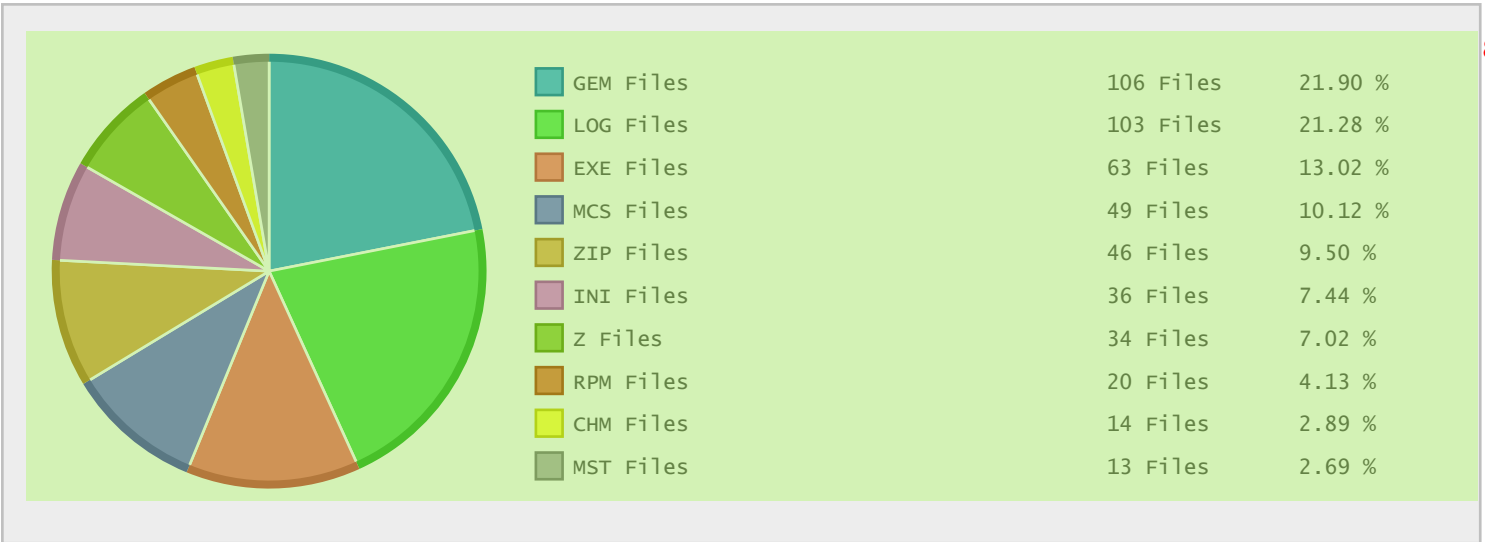 GEM Files 106 Files 21.90 %
LOG Files 103 Files 21.28 %
EXE Files 63 Files 13.02 %
MCS Files 49 Files 10.12 %
ZIP Files 46 Files 9.50 %
INI Files 36 Files 7.44 %
Z Files 34 Files 7.02 %
RPM Files 20 Files 4.13 %
CHM Files 14 Files 2.89 %
MST Files 13 Files 2.69 %